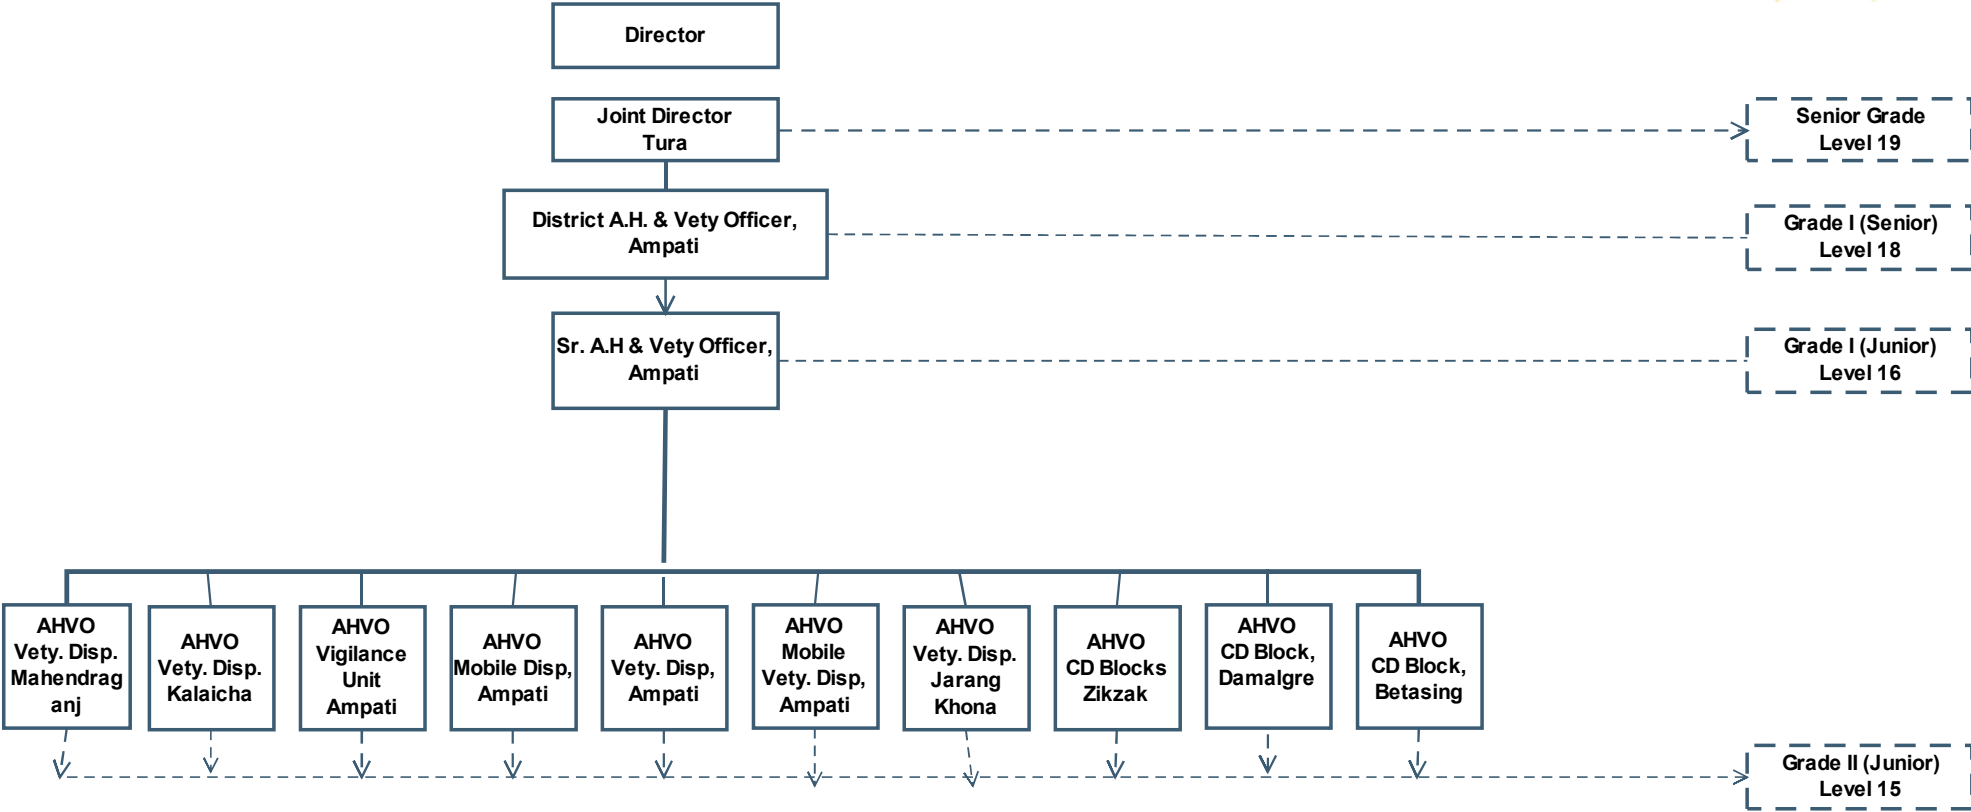 Director
Joint Director
Tura
Senior Grade
Level 19
District A.H. & Vety Officer,
Ampati
Grade I (Senior)
Level 18
Sr. A.H & Vety Officer,
Ampati
Grade I (Junior)
Level 16
AHVO
Vety. Disp.
Mahendrag
anj
AHVO
Vety. Disp.
Kalaicha
AHVO
Vigilance
Unit
Ampati
AHVO
Mobile Disp,
Ampati
AHVO
Vety. Disp,
Ampati
AHVO
Mobile
Vety. Disp,
Ampati
AHVO
Vety. Disp.
Jarang
Khona
AHVO
CD Blocks
Zikzak
AHVO
CD Block,
Damalgre
AHVO
CD Block,
Betasing
Grade II (Junior)
Level 15